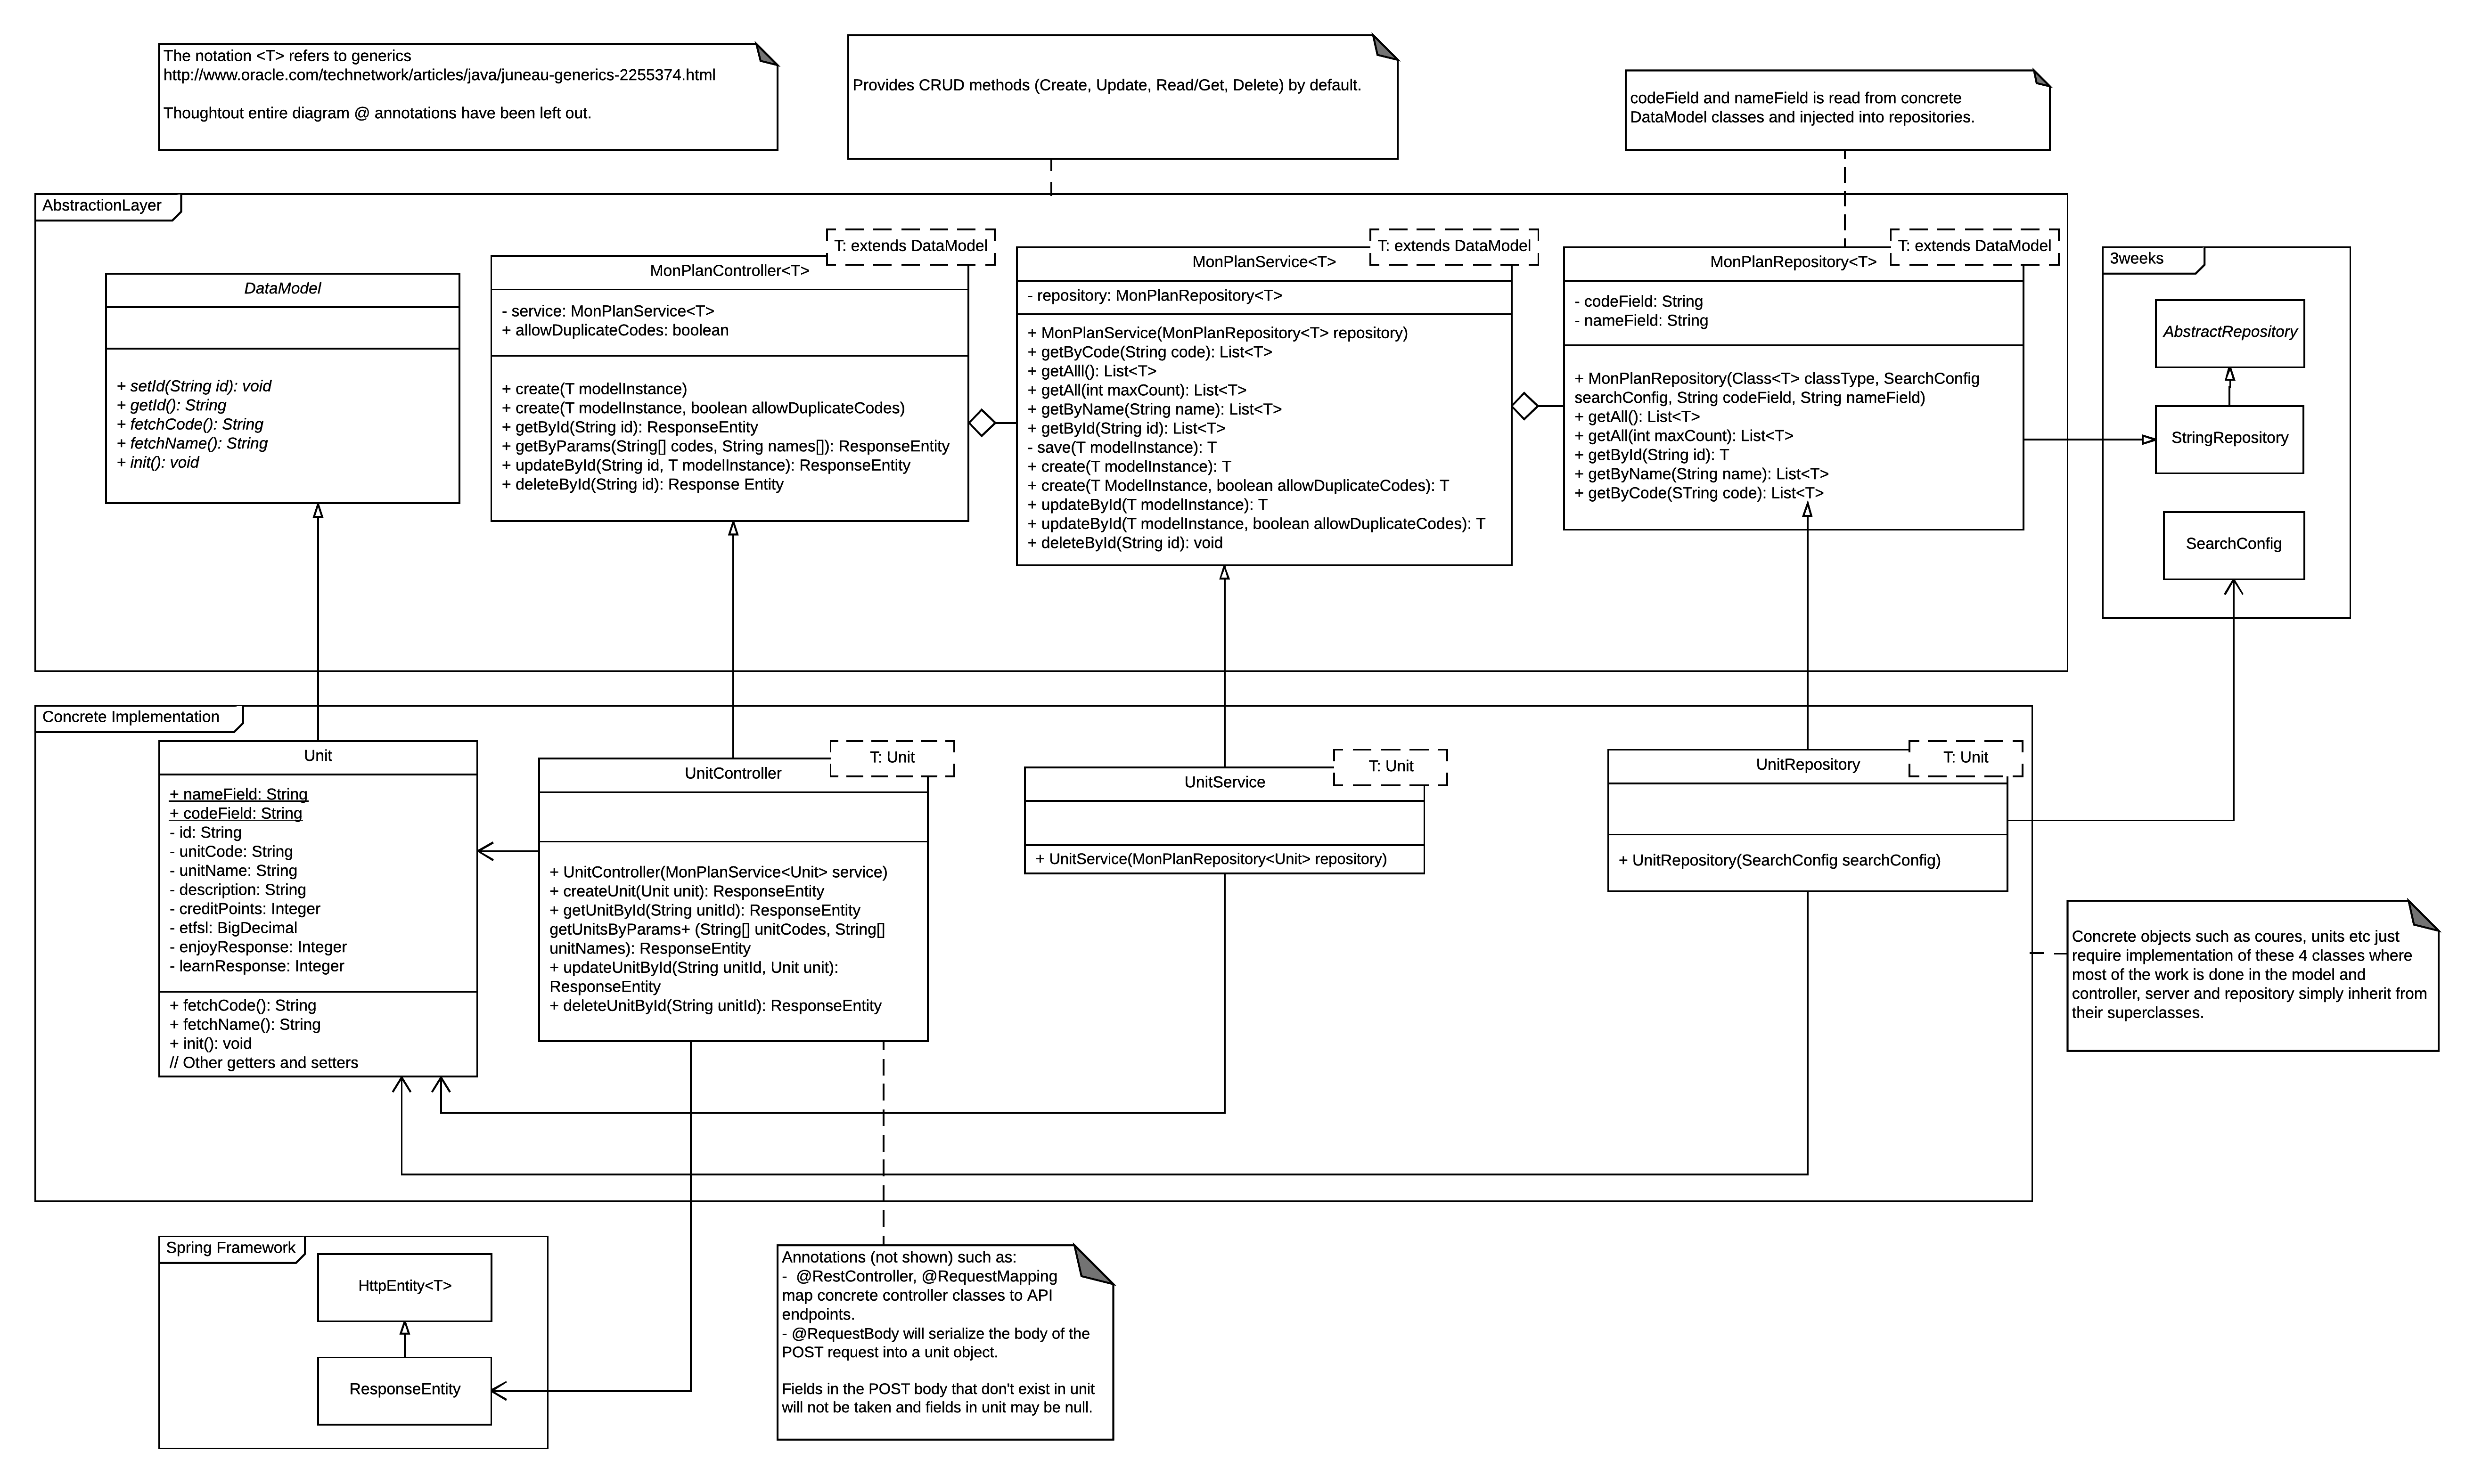 The notation <T> refers to generics
http://www.oracle.com/technetwork/articles/java/juneau-generics-2255374.html
Thoughtout entire diagram @ annotations have been left out.
Provides CRUD methods (Create, Update, Read/Get, Delete) by default.
codeField and nameField is read from concrete
DataModel classes and injected into repositories.
AbstractionLayer
DataModel
+ setId(String id): void
+ getId(): String
+ fetchCode(): String
+ fetchName(): String
+ init(): void
T: extends DataModel
MonPlanController<T>
- service: MonPlanService<T>
+ allowDuplicateCodes: boolean
+ create(T modelInstance)
+ create(T modelInstance, boolean allowDuplicateCodes)
+ getById(String id): ResponseEntity
+ getByParams(String[] codes, String names[]): ResponseEntity
+ updateById(String id, T modelInstance): ResponseEntity
+ deleteById(String id): Response Entity
T: extends DataModel
MonPlanService<T>
- repository: MonPlanRepository<T>
+ MonPlanService(MonPlanRepository<T> repository)
+ getByCode(String code): List<T>
+ getAlll(): List<T>
+ getAll(int maxCount): List<T>
+ getByName(String name): List<T>
+ getById(String id): List<T>
- save(T modelInstance): T
+ create(T modelInstance): T
+ create(T ModelInstance, boolean allowDuplicateCodes): T
+ updateById(T modelInstance): T
+ updateById(T modelInstance, boolean allowDuplicateCodes): T
+ deleteById(String id): void
T: extends DataModel
MonPlanRepository<T>
- codeField: String
- nameField: String
+ MonPlanRepository(Class<T> classType, SearchConfig
searchConfig, String codeField, String nameField)
+ getAll(): List<T>
+ getAll(int maxCount): List<T>
+ getById(String id): T
+ getByName(String name): List<T>
+ getByCode(STring code): List<T>
3weeks
AbstractRepository
StringRepository
SearchConfig
Concrete Implementation
Unit
+ nameField: String
+ codeField: String
- id: String
- unitCode: String
- unitName: String
- description: String
- creditPoints: Integer
- etfsl: BigDecimal
- enjoyResponse: Integer
- learnResponse: Integer
+ fetchCode(): String
+ fetchName(): String
+ init(): void
// Other getters and setters
T: Unit
UnitController
+ UnitController(MonPlanService<Unit> service)
+ createUnit(Unit unit): ResponseEntity
+ getUnitById(String unitId): ResponseEntity
getUnitsByParams+ (String[] unitCodes, String[]
unitNames): ResponseEntity
+ updateUnitById(String unitId, Unit unit):
ResponseEntity
+ deleteUnitById(String unitId): ResponseEntity
T: Unit
UnitService
+ UnitService(MonPlanRepository<Unit> repository)
T: Unit
UnitRepository
+ UnitRepository(SearchConfig searchConfig)
Concrete objects such as coures, units etc just
require implementation of these 4 classes where
most of the work is done in the model and
controller, server and repository simply inherit from
their superclasses.
Spring Framework
HttpEntity<T>
ResponseEntity
Annotations (not shown) such as:
- @RestController, @RequestMapping
map concrete controller classes to API
endpoints.
- @RequestBody will serialize the body of the
POST request into a unit object.
Fields in the POST body that don't exist in unit
will not be taken and fields in unit may be null.